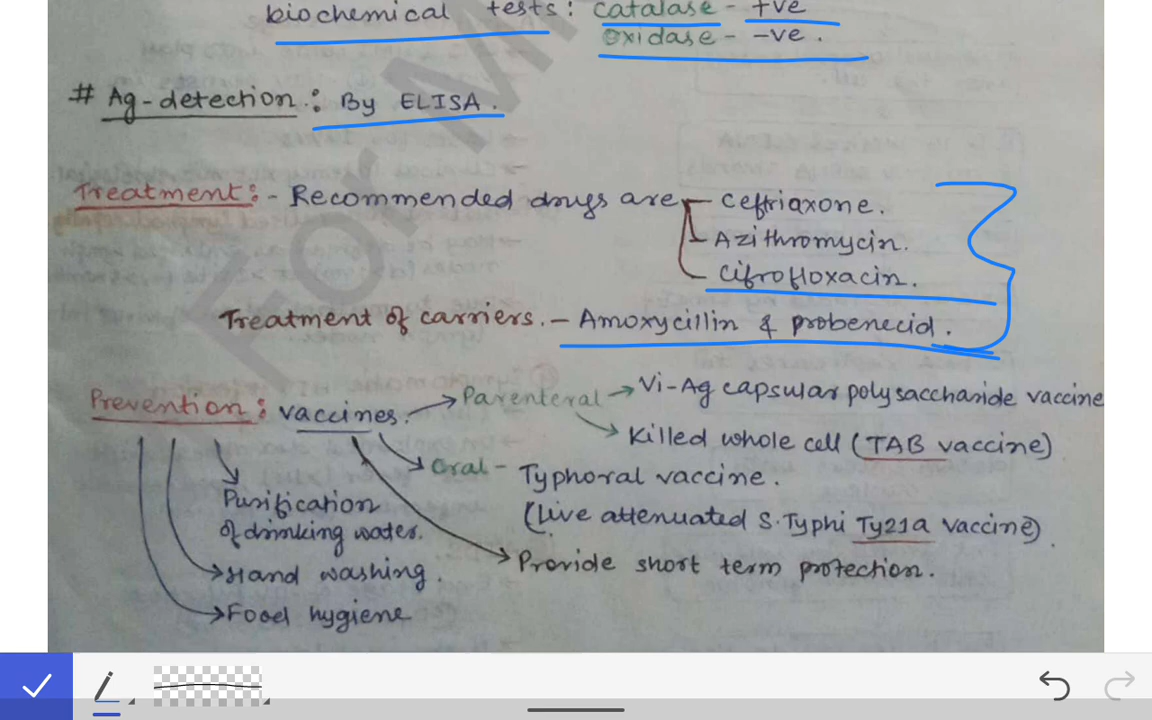 biochemical tests: catalase - +ve
oxidase - -ve.
# Ag-detection: By ELISA.
Treatment: - Recommended drugs are ceftriaxone.
Azithromycin.
cifrofloxacin.
Treatment of carriers. - Amoxycillin & probenecid.
Prevention: vaccines. Parenteral Vi-Ag capsular polysaccharide vaccine
Killed whole cell (TAB vaccine)
Oral - Typhoral vaccine.
(Live attenuated S.Typhi Ty21a vaccine)
Purification
of drinking water.
Provide short term protection.
Hand washing.
Food hygiene
For M